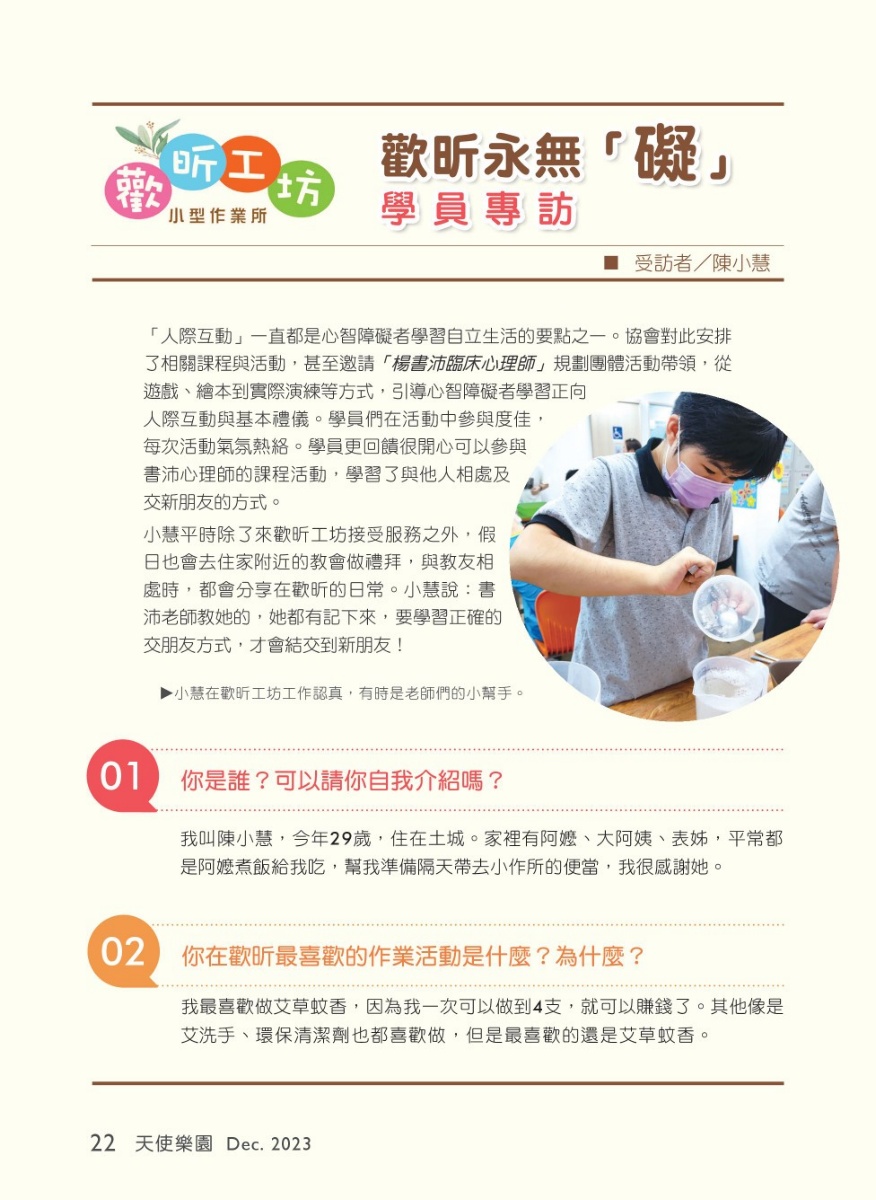 歡昕工坊
小型作業所
歡昕永無「礙」
學員專訪
■ 受訪者／陳小慧
「人際互動」一直都是心智障礙者學習自立生活的要點之一。協會對此安排
了相關課程與活動，甚至邀請「楊書沛臨床心理師」規劃團體活動帶領，從
遊戲、繪本到實際演練等方式，引導心智障礙者學習正向
人際互動與基本禮儀。學員們在活動中參與度佳，
每次活動氣氛熱絡。學員更回饋很開心可以參與
書沛心理師的課程活動，學習了與他人相處及
交新朋友的方式。
小慧平時除了來歡昕工坊接受服務之外，假
日也會去住家附近的教會做禮拜，與教友相
處時，都會分享在歡昕的日常。小慧說：書
沛老師教她的，她都有記下來，要學習正確的
交朋友方式，才會結交到新朋友！
▶小慧在歡昕工坊工作認真，有時是老師們的小幫手。
01 你是誰？可以請你自我介紹嗎？
我叫陳小慧，今年29歲，住在土城。家裡有阿嬤、大阿姨、表姊，平常都
是阿嬤煮飯給我吃，幫我準備隔天帶去小作所的便當，我很感謝她。
02 你在歡昕最喜歡的作業活動是什麼？為什麼？
我最喜歡做艾草蚊香，因為我一次可以做到4支，就可以賺錢了。其他像是
艾洗手、環保清潔劑也都喜歡做，但是最喜歡的還是艾草蚊香。
22 天使樂園 Dec. 2023